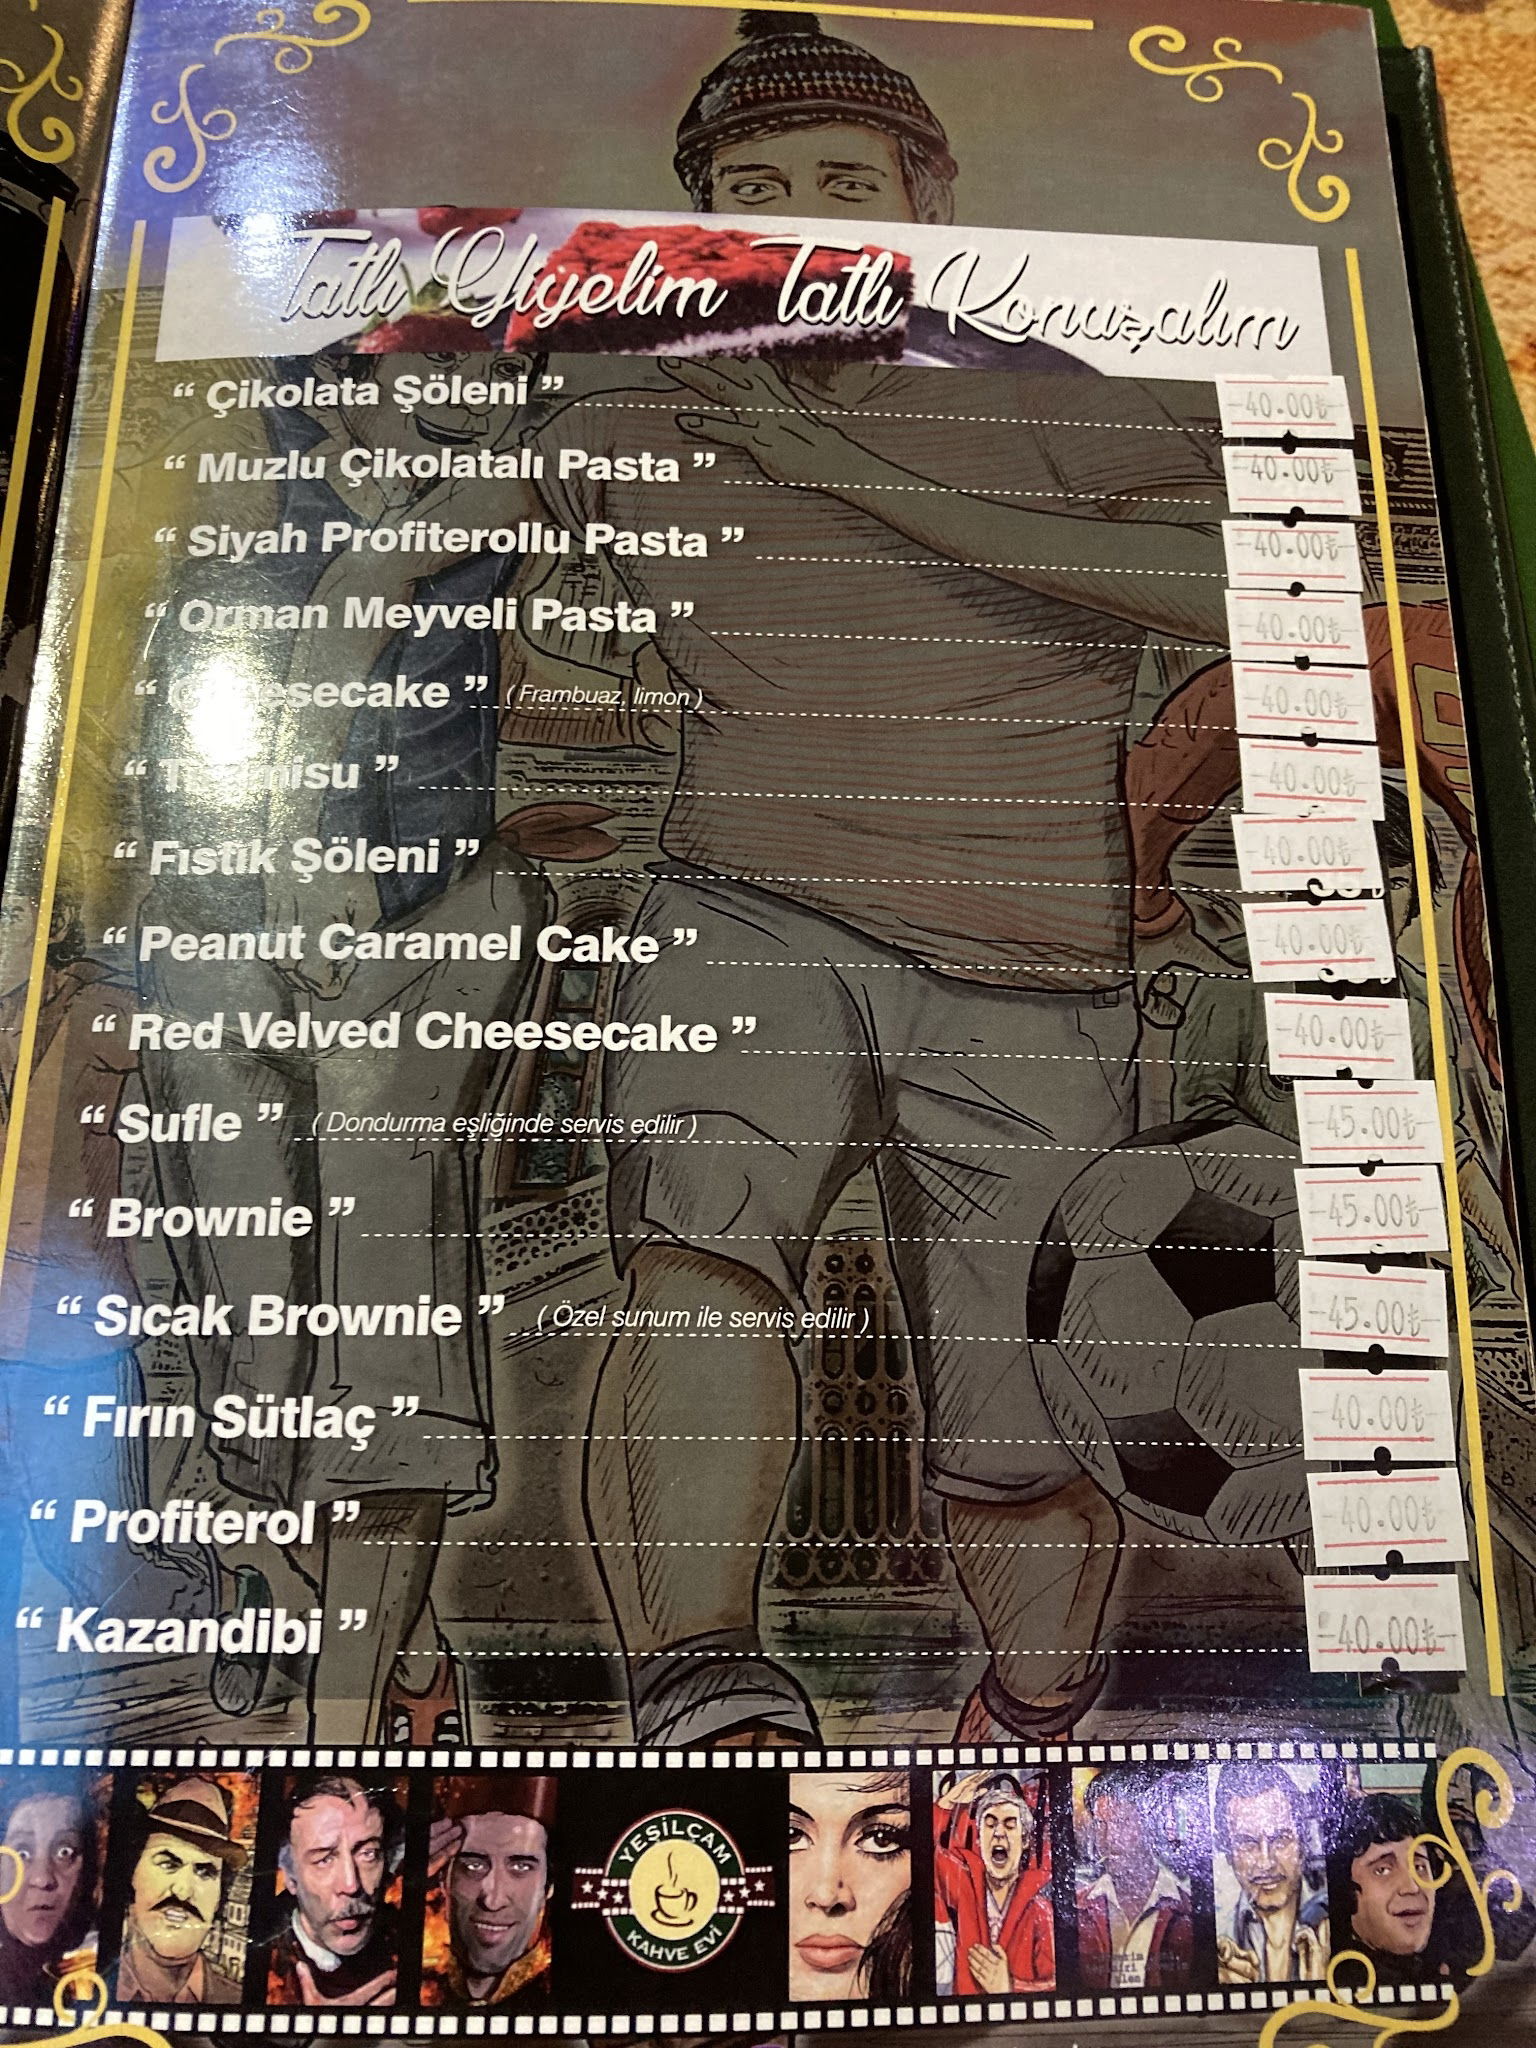 Tatlı Yiyelim Tatlı Konuşalım
“ Çikolata Şöleni ” 40.00₺
“ Muzlu Çikolatalı Pasta ” 40.00₺
“ Siyah Profiterollu Pasta ” 40.00₺
“ Orman Meyveli Pasta ” 40.00₺
“ Cheesecake ” ( Frambuaz, limon ) 40.00₺
“ Tiramisu ” 40.00₺
“ Fıstık Şöleni ” 40.00₺
“ Peanut Caramel Cake ” 40.00₺
“ Red Velved Cheesecake ” 40.00₺
“ Sufle ” ( Dondurma eşliğinde servis edilir ) 45.00₺
“ Brownie ” 45.00₺
“ Sıcak Brownie ” ( Özel sunum ile servis edilir ) 45.00₺
“ Fırın Sütlaç ” 40.00₺
“ Profiterol ” 40.00₺
“ Kazandibi ” 40.00₺
YEŞİLÇAM
KAHVE EVİ